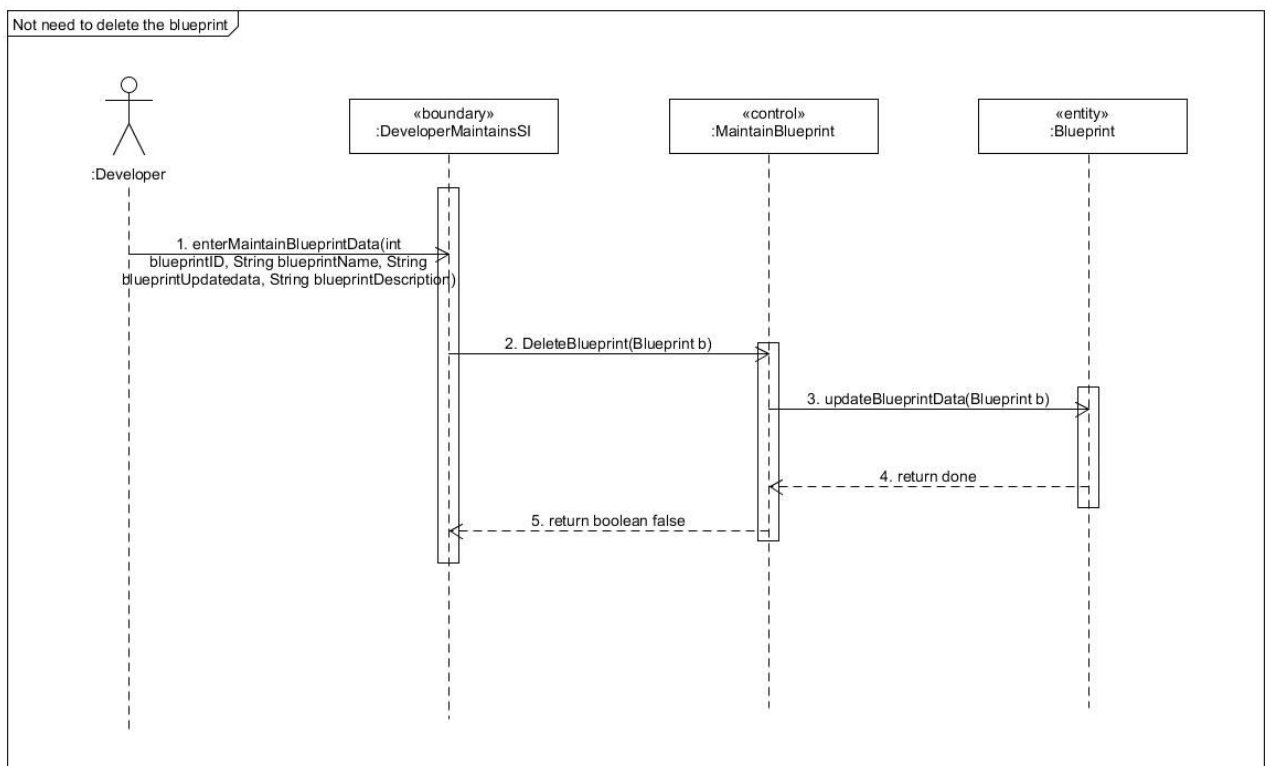 Not need to delete the blueprint
«boundary»
:DeveloperMaintainsSI
«control»
:MaintainBlueprint
«entity»
:Blueprint
:Developer
1. enterMaintainBlueprintData(int
blueprintID, String blueprintName, String
blueprintUpdatedata, String blueprintDescription)
2. DeleteBlueprint(Blueprint b)
3. updateBlueprintData(Blueprint b)
4. return done
5. return boolean false